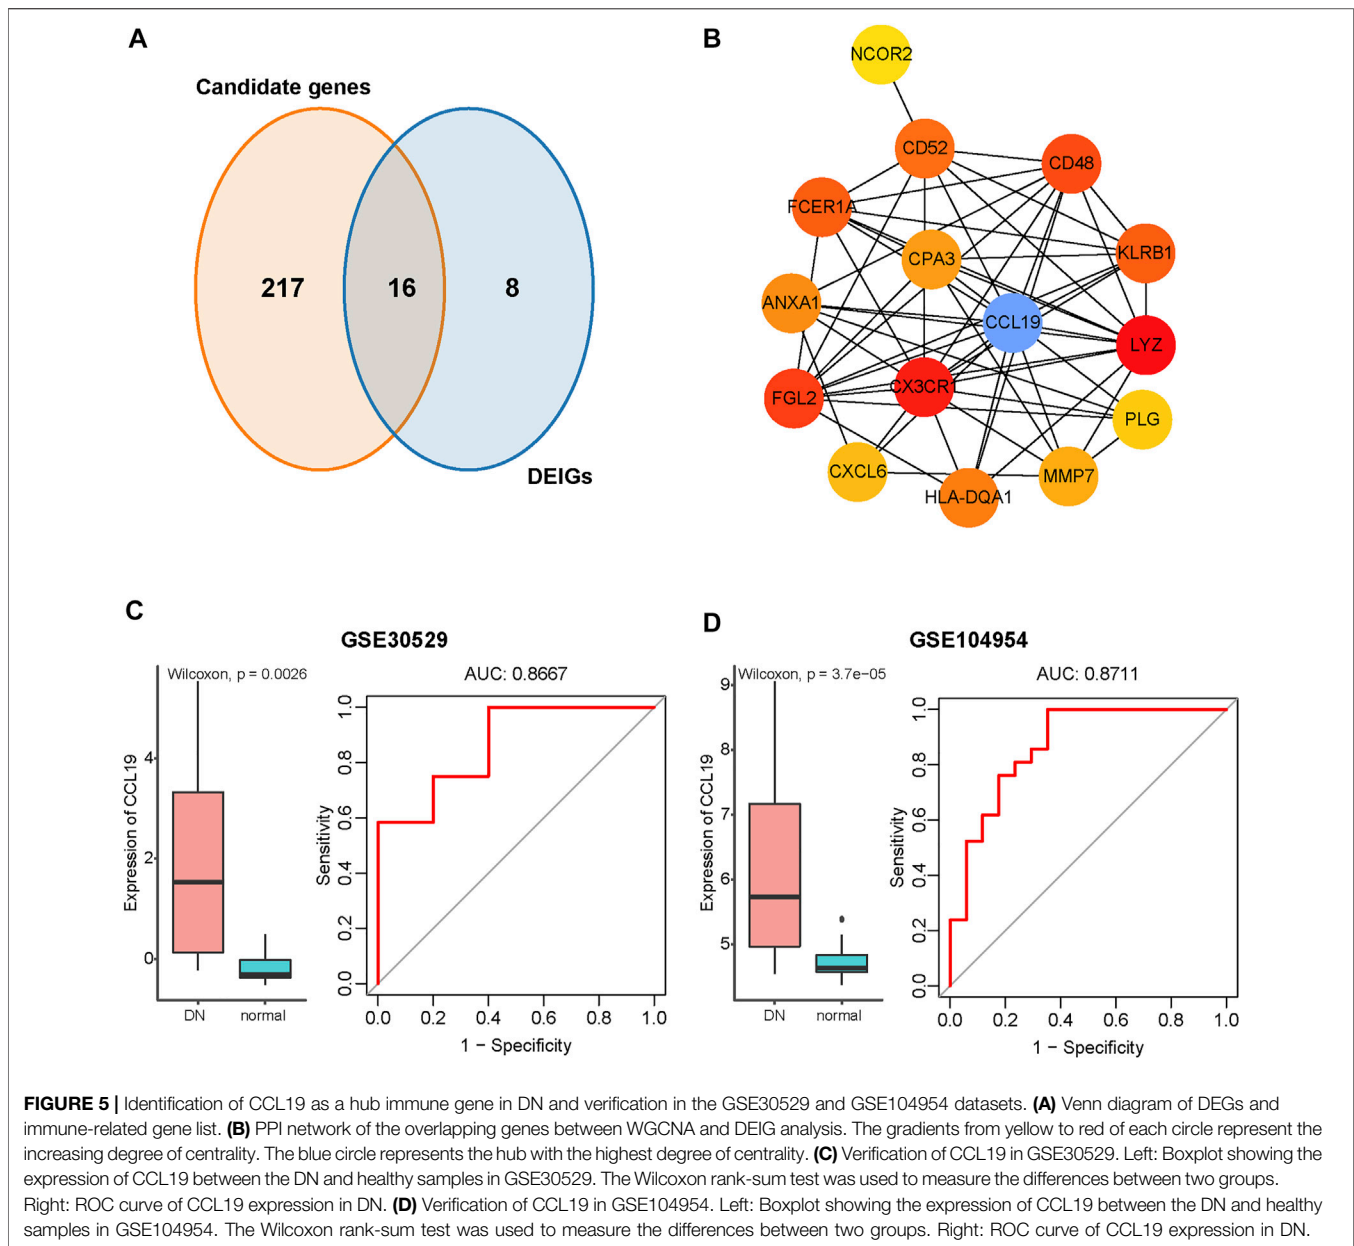 A
Candidate genes
217
16
8
DEIGs
B
NCOR2
CD52
CD48
FCER1A
KLRB1
CPA3
ANXA1
CCL19
LYZ
CX3CR1
FGL2
PLG
CXCL6
MMP7
HLA-DQA1
C
GSE30529
Wilcoxon, p = 0.0026
Expression of CCL19
4
2
0
DN
normal
AUC: 0.8667
Sensitivity
1.0
0.8
0.6
0.4
0.2
0.0
0.0 0.2 0.4 0.6 0.8 1.0
1 − Specificity
D
GSE104954
Wilcoxon, p = 3.7e−05
Expression of CCL19
9
8
7
6
5
DN
normal
AUC: 0.8711
Sensitivity
1.0
0.8
0.6
0.4
0.2
0.0
0.0 0.2 0.4 0.6 0.8 1.0
1 − Specificity
FIGURE 5 | Identification of CCL19 as a hub immune gene in DN and verification in the GSE30529 and GSE104954 datasets. (A) Venn diagram of DEGs and
immune-related gene list. (B) PPI network of the overlapping genes between WGCNA and DEIG analysis. The gradients from yellow to red of each circle represent the
increasing degree of centrality. The blue circle represents the hub with the highest degree of centrality. (C) Verification of CCL19 in GSE30529. Left: Boxplot showing the
expression of CCL19 between the DN and healthy samples in GSE30529. The Wilcoxon rank-sum test was used to measure the differences between two groups.
Right: ROC curve of CCL19 expression in DN. (D) Verification of CCL19 in GSE104954. Left: Boxplot showing the expression of CCL19 between the DN and healthy
samples in GSE104954. The Wilcoxon rank-sum test was used to measure the differences between two groups. Right: ROC curve of CCL19 expression in DN.